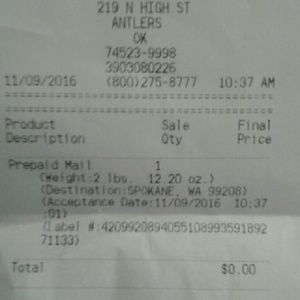 219 N HIGH ST
ANTLERS
OK
74523-9998
3903080226
11/09/2016 (800)275-8777 10:37 AM
Product Sale Final
Description Qty Price
Prepaid Mail 1
(Weight:2 lbs. 12.20 oz.)
(Destination:SPOKANE, WA 99208)
(Acceptance Date:11/09/2016 10:37
:01)
(Label #:4209920894055108993591892
71133)
Total $0.00